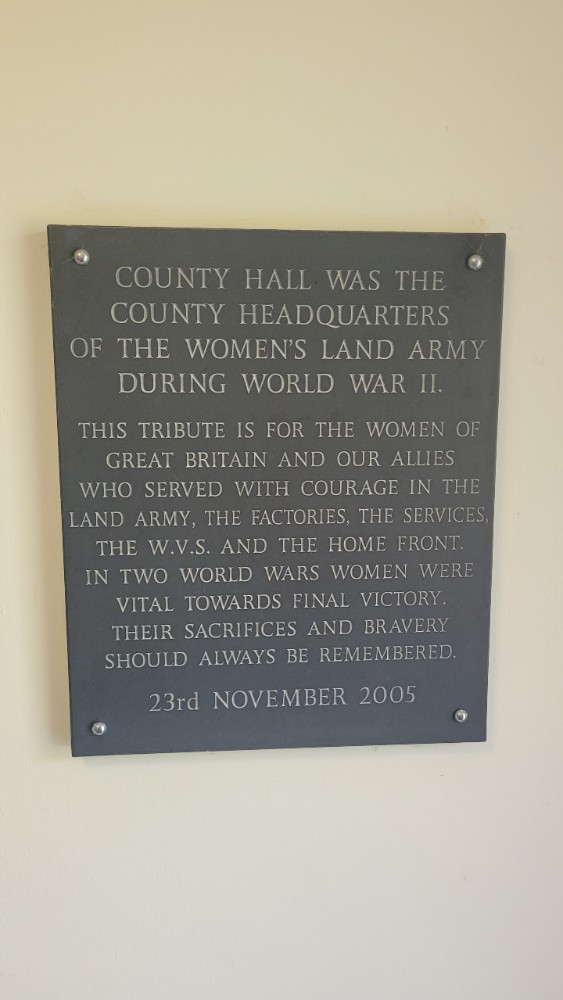 COUNTY HALL WAS THE
COUNTY HEADQUARTERS
OF THE WOMEN'S LAND ARMY
DURING WORLD WAR II.
THIS TRIBUTE IS FOR THE WOMEN OF
GREAT BRITAIN AND OUR ALLIES
WHO SERVED WITH COURAGE IN THE
LAND ARMY, THE FACTORIES, THE SERVICES,
THE W.V.S. AND THE HOME FRONT.
IN TWO WORLD WARS WOMEN WERE
VITAL TOWARDS FINAL VICTORY.
THEIR SACRIFICES AND BRAVERY
SHOULD ALWAYS BE REMEMBERED.
23rd NOVEMBER 2005